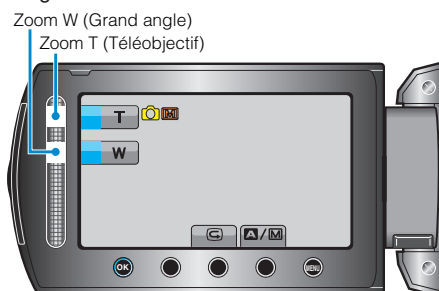 Zoom W (Grand angle)
Zoom T (Téléobjectif)
T
M
W
A/M
OK
MENU